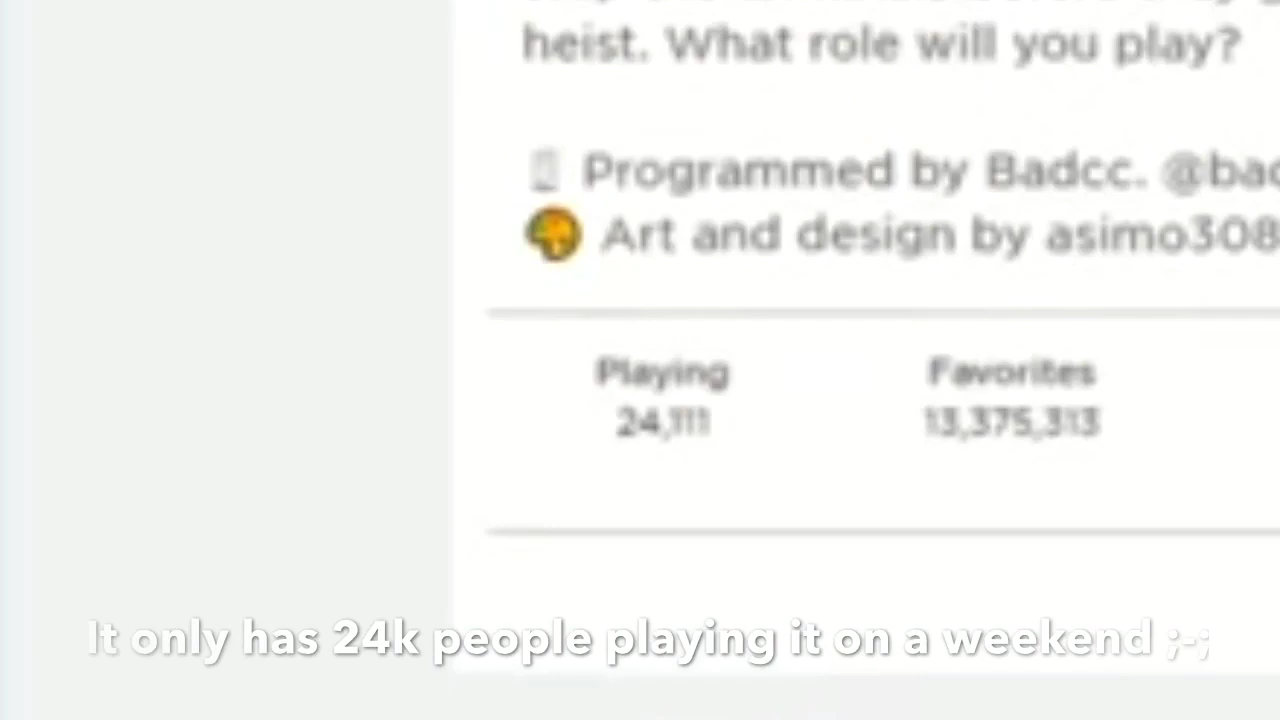 heist. What role will you play?
Programmed by Badcc. @bad
Art and design by asimo308
Playing
Favorites
24,111
13,375,313
It only has 24k people playing it on a weekend ;-;